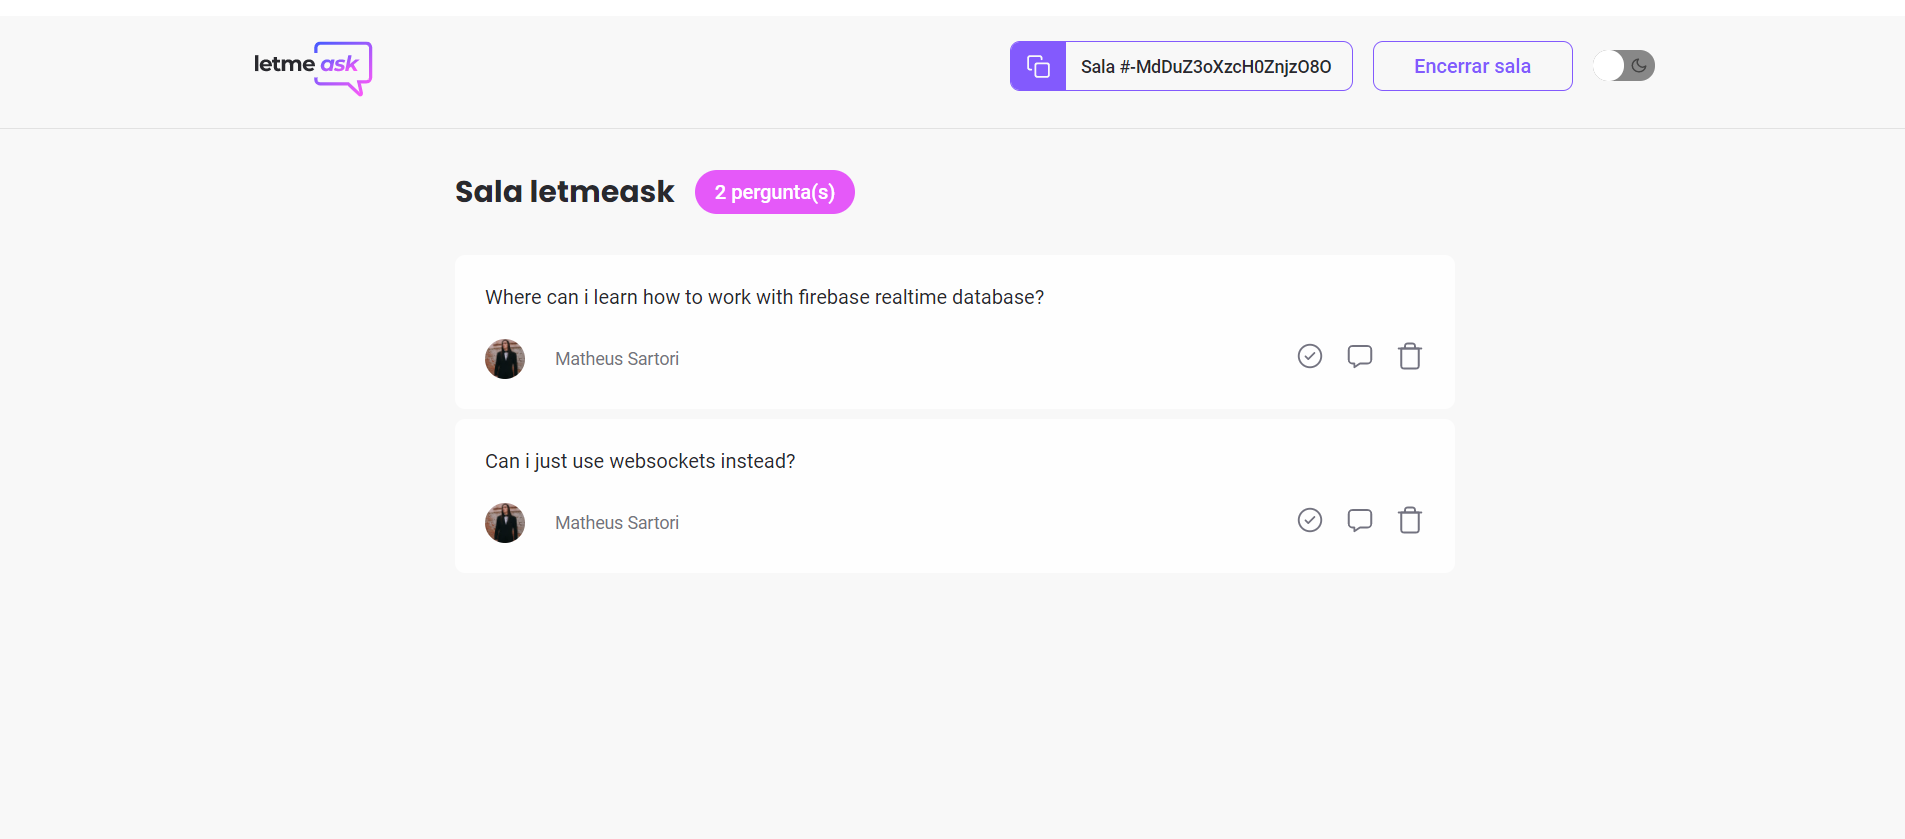 letme ask
Sala #-MdDuZ3oXzcH0ZnjzO8O
Encerrar sala
Sala letmeask
2 pergunta(s)
Where can i learn how to work with firebase realtime database?
Matheus Sartori
Can i just use websockets instead?
Matheus Sartori